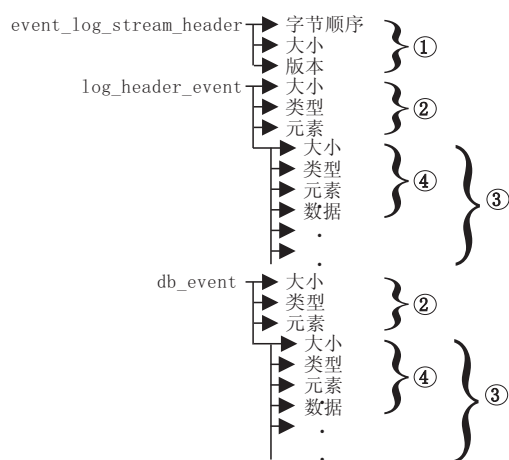 event_log_stream_header 字节顺序
大小 ①
版本
log_header_event 大小
类型 ②
元素
大小
类型 ④ ③
元素
数据
.
.
db_event 大小
类型 ②
元素
大小
类型 ④ ③
元素
数据
.
.